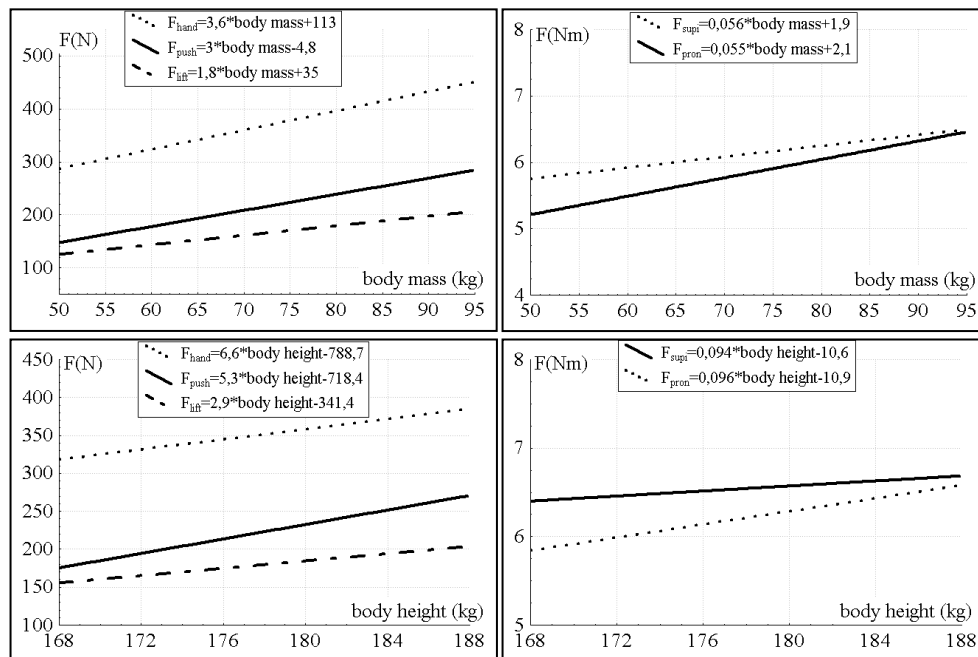 F(N)
F_hand=3,6*body mass+113
F_push=3*body mass-4,8
F_lift=1,8*body mass+35
500
400
300
200
100
body mass (kg)
50 55 60 65 70 75 80 85 90 95
F(Nm)
F_supi=0,056*body mass+1,9
F_pron=0,055*body mass+2,1
8
7
6
5
4
body mass (kg)
50 55 60 65 70 75 80 85 90 95
F(N)
F_hand=6,6*body height-788,7
F_push=5,3*body height-718,4
F_lift=2,9*body height-341,4
450
400
350
300
250
200
150
100
body height (kg)
168 172 176 180 184 188
F(Nm)
F_supi=0,094*body height-10,6
F_pron=0,096*body height-10,9
8
7
6
5
body height (kg)
168 172 176 180 184 188